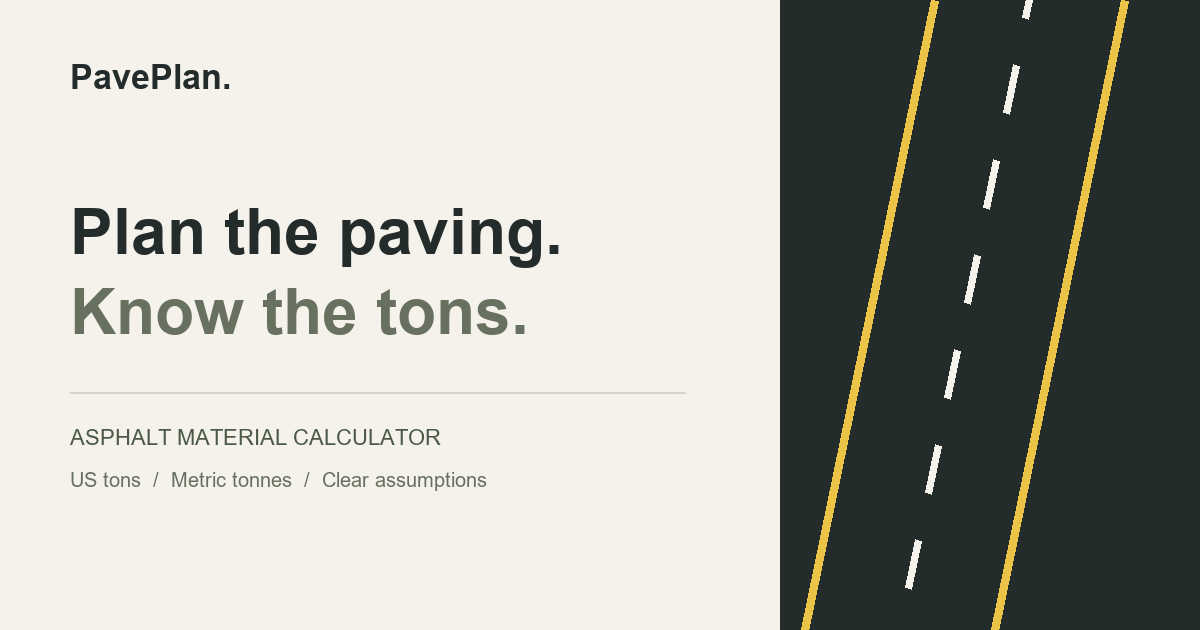 PavePlan.
Plan the paving.
Know the tons.
ASPHALT MATERIAL CALCULATOR
US tons / Metric tonnes / Clear assumptions